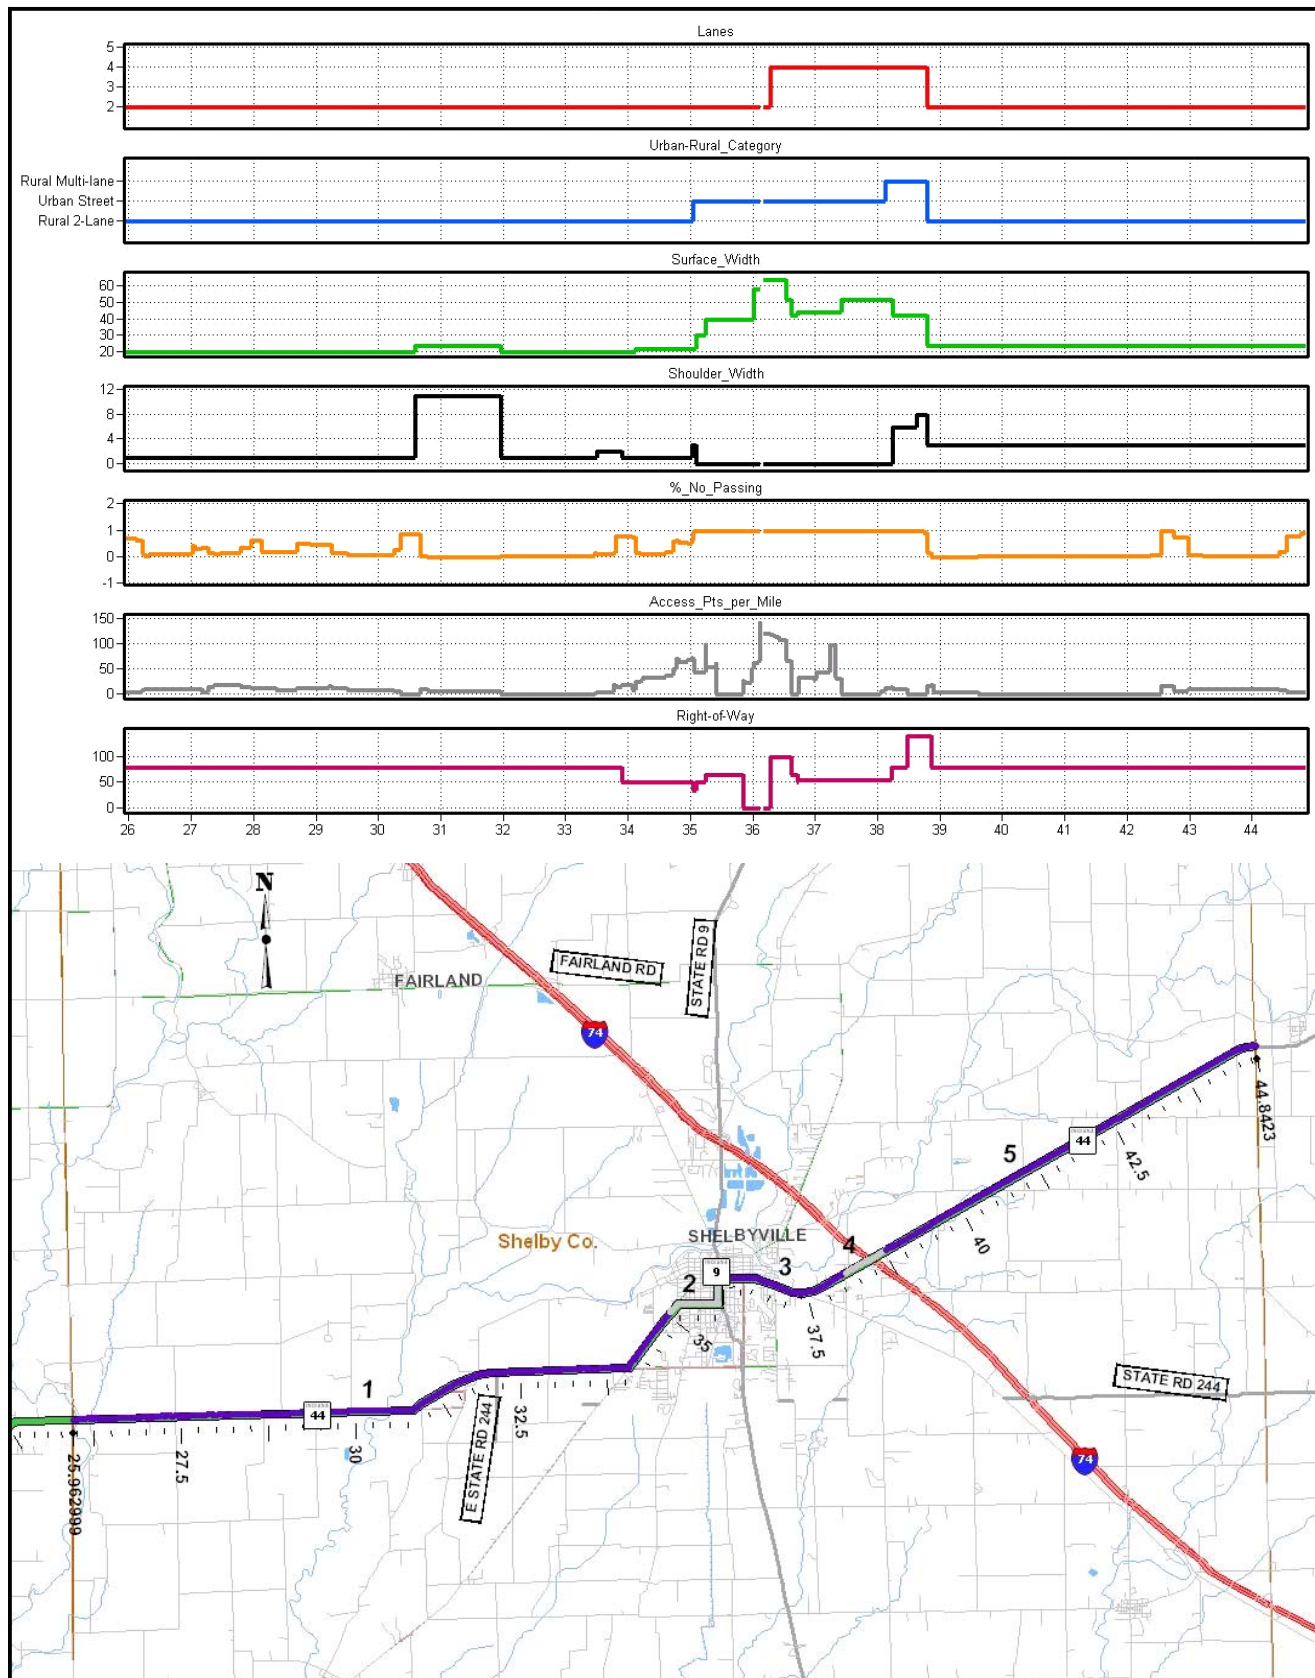 Lanes
5
4
3
2
Urban-Rural_Category
Rural Multi-lane
Urban Street
Rural 2-Lane
Surface_Width
60
50
40
30
20
Shoulder_Width
12
8
4
0
%_No_Passing
2
1
0
-1
Access_Pts_per_Mile
150
100
50
0
Right-of-Way
100
50
0
26 27 28 29 30 31 32 33 34 35 36 37 38 39 40 41 42 43 44
N
FAIRLAND
FAIRLAND RD
STATE RD 9
74
44.8423
5
44
42.5
40
Shelby Co.
SHELBYVILLE
4
3
9
2
35
37.5
1
44
E STATE RD 244
32.5
30
27.5
25.962999
STATE RD 244
74